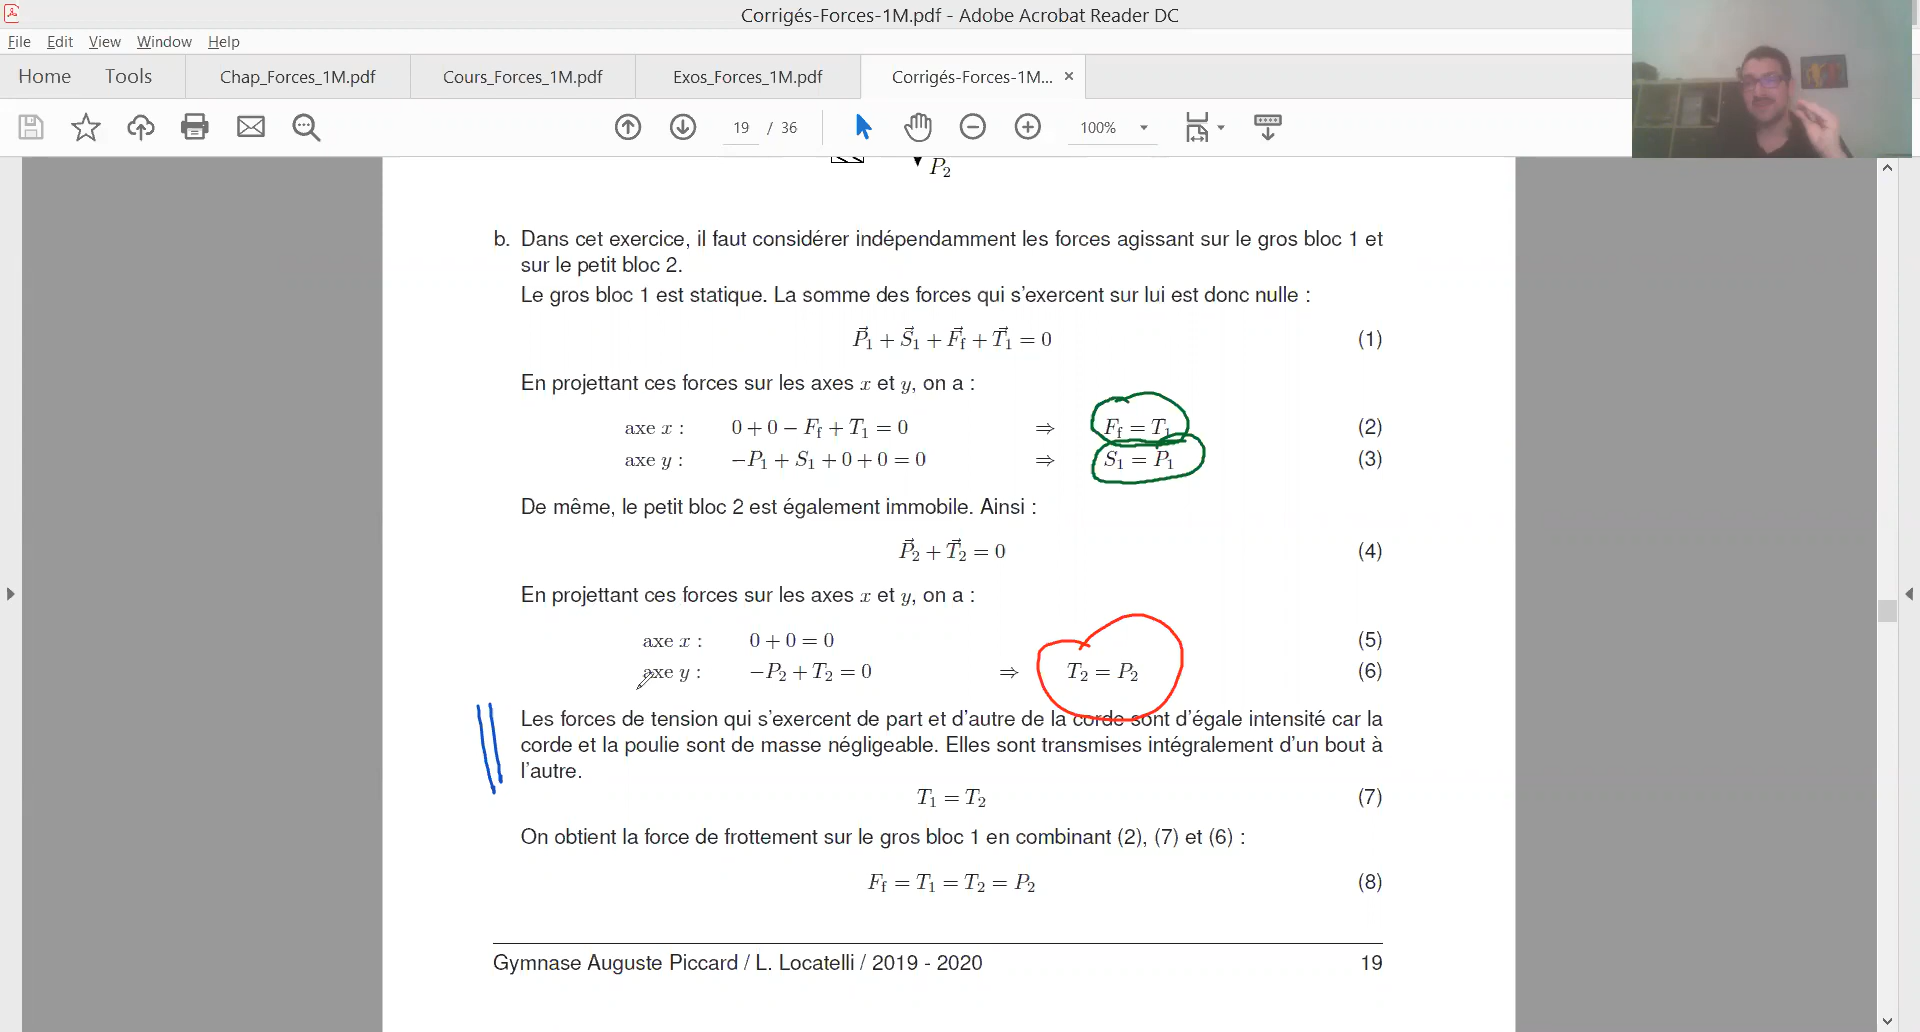 Corrigés-Forces-1M.pdf - Adobe Acrobat Reader DC
File Edit View Window Help
Home Tools Chap_Forces_1M.pdf Cours_Forces_1M.pdf Exos_Forces_1M.pdf Corrigés-Forces-1M... ×
19 / 36 100%
P₂
b. Dans cet exercice, il faut considérer indépendamment les forces agissant sur le gros bloc 1 et
sur le petit bloc 2.
Le gros bloc 1 est statique. La somme des forces qui s'exercent sur lui est donc nulle :
P⃗₁ + S⃗₁ + F⃗f + T⃗₁ = 0 (1)
En projettant ces forces sur les axes x et y, on a :
axe x : 0 + 0 − Ff + T₁ = 0 ⇒ Ff = T₁ (2)
axe y : −P₁ + S₁ + 0 + 0 = 0 ⇒ S₁ = P₁ (3)
De même, le petit bloc 2 est également immobile. Ainsi :
P⃗₂ + T⃗₂ = 0 (4)
En projettant ces forces sur les axes x et y, on a :
axe x : 0 + 0 = 0 (5)
axe y : −P₂ + T₂ = 0 ⇒ T₂ = P₂ (6)
Les forces de tension qui s'exercent de part et d'autre de la corde sont d'égale intensité car la
corde et la poulie sont de masse négligeable. Elles sont transmises intégralement d'un bout à
l'autre.
T₁ = T₂ (7)
On obtient la force de frottement sur le gros bloc 1 en combinant (2), (7) et (6) :
Ff = T₁ = T₂ = P₂ (8)
Gymnase Auguste Piccard / L. Locatelli / 2019 - 2020 19